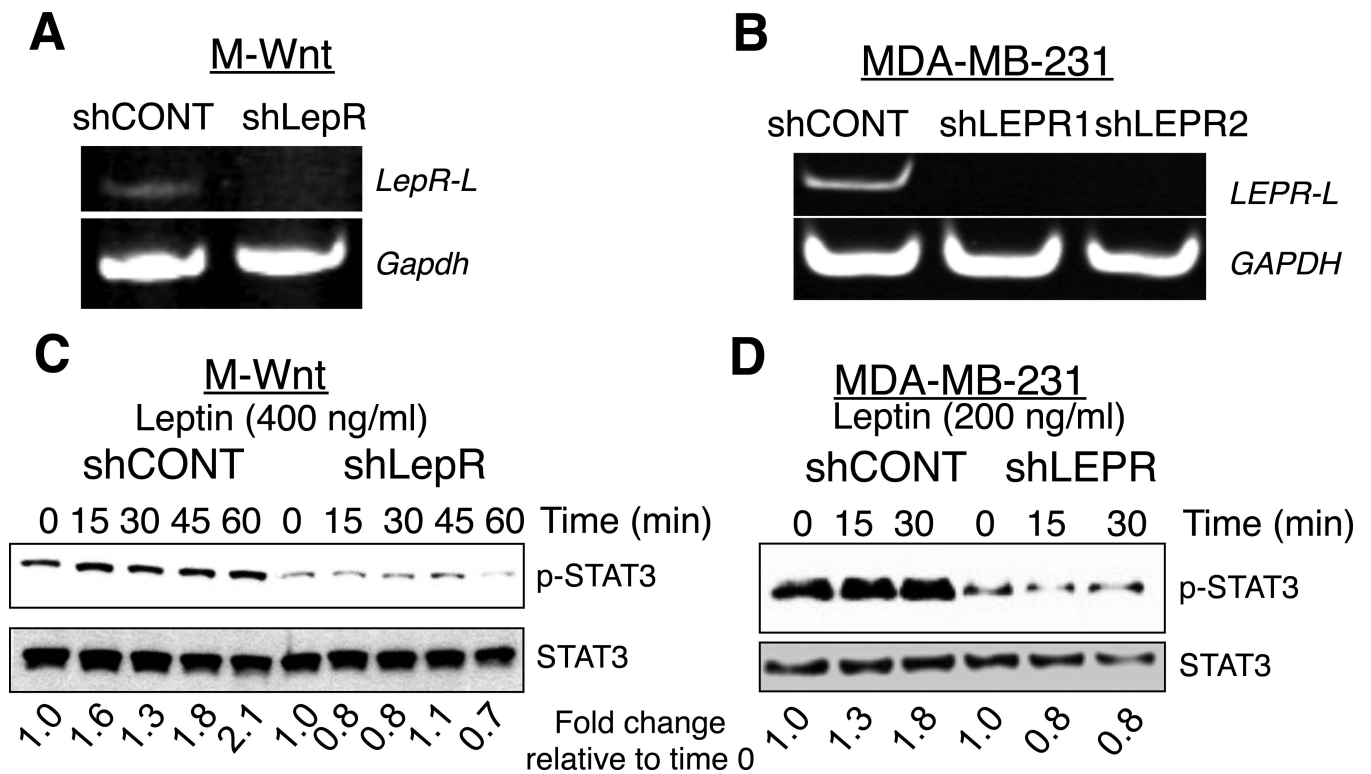 A
M-Wnt
shCONT shLepR
LepR-L
Gapdh
B
MDA-MB-231
shCONT shLEPR1 shLEPR2
LEPR-L
GAPDH
C
M-Wnt
Leptin (400 ng/ml)
shCONT shLepR
0 15 30 45 60 0 15 30 45 60 Time (min)
p-STAT3
STAT3
1.0 1.6 1.3 1.8 2.1 1.0 0.8 0.8 1.1 0.7
Fold change
relative to time 0
D
MDA-MB-231
Leptin (200 ng/ml)
shCONT shLEPR
0 15 30 0 15 30 Time (min)
p-STAT3
STAT3
1.0 1.3 1.8 1.0 0.8 0.8